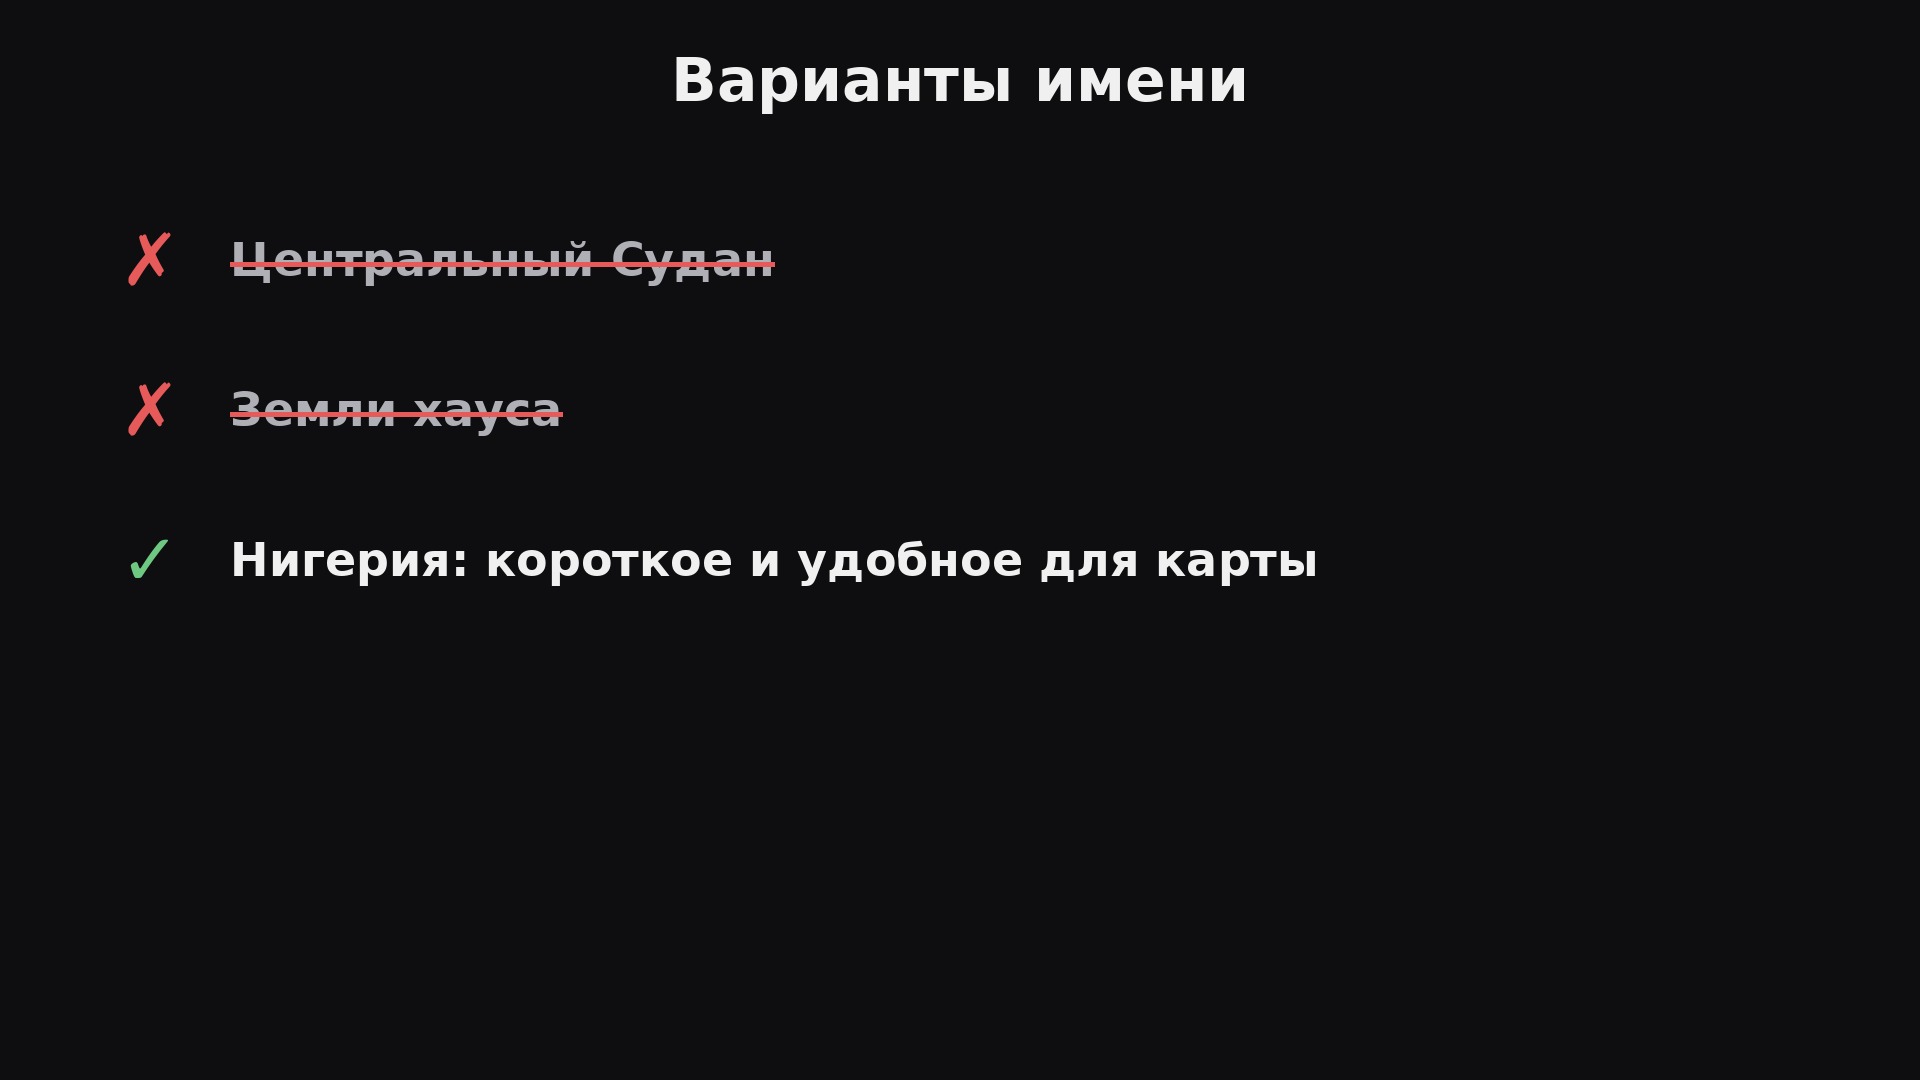 Варианты имени
✗ Центральный Судан
✗ Земли хауса
✓ Нигерия: короткое и удобное для карты